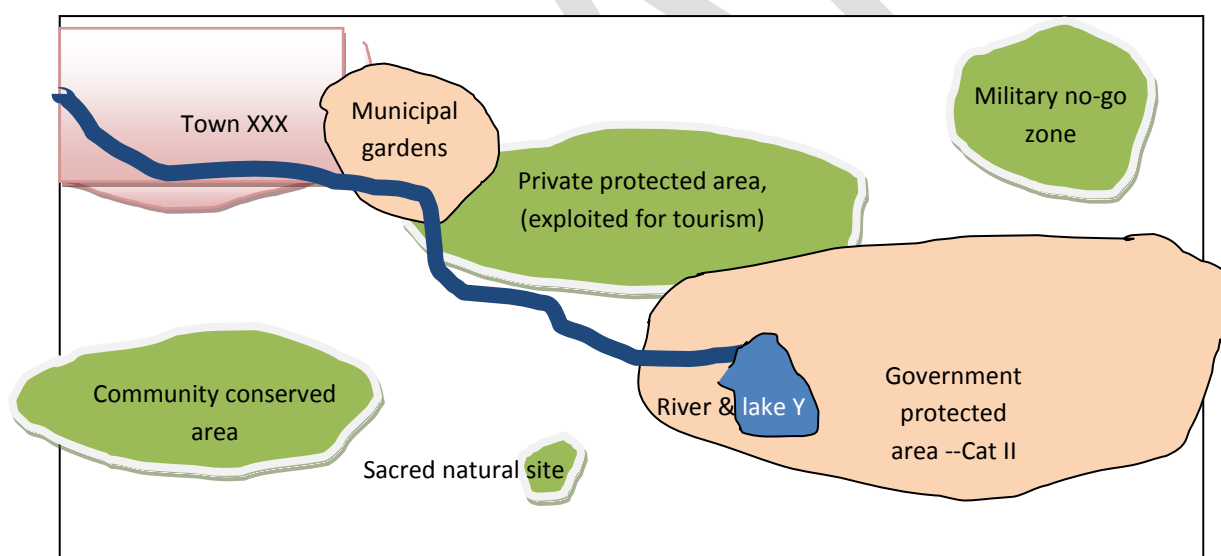 Town XXX
Municipal
gardens
Military no-go
zone
Private protected area,
(exploited for tourism)
Community conserved
area
River & lake Y
Government
protected
area --Cat II
Sacred natural site